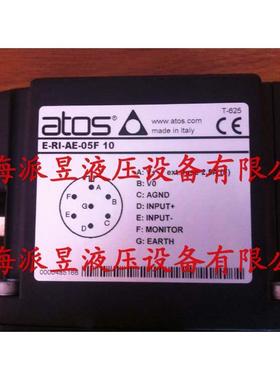 T-625
atos
www.atos.com
made in Italy
CE
E-RI-AE-05F 10
海派昱液压设备有限公
A:
B: V0
C: AGND
D: INPUT+
E: INPUT-
F: MONITOR
G: EARTH
A
F
B
G
E
C
D
海派昱液压设备有限公